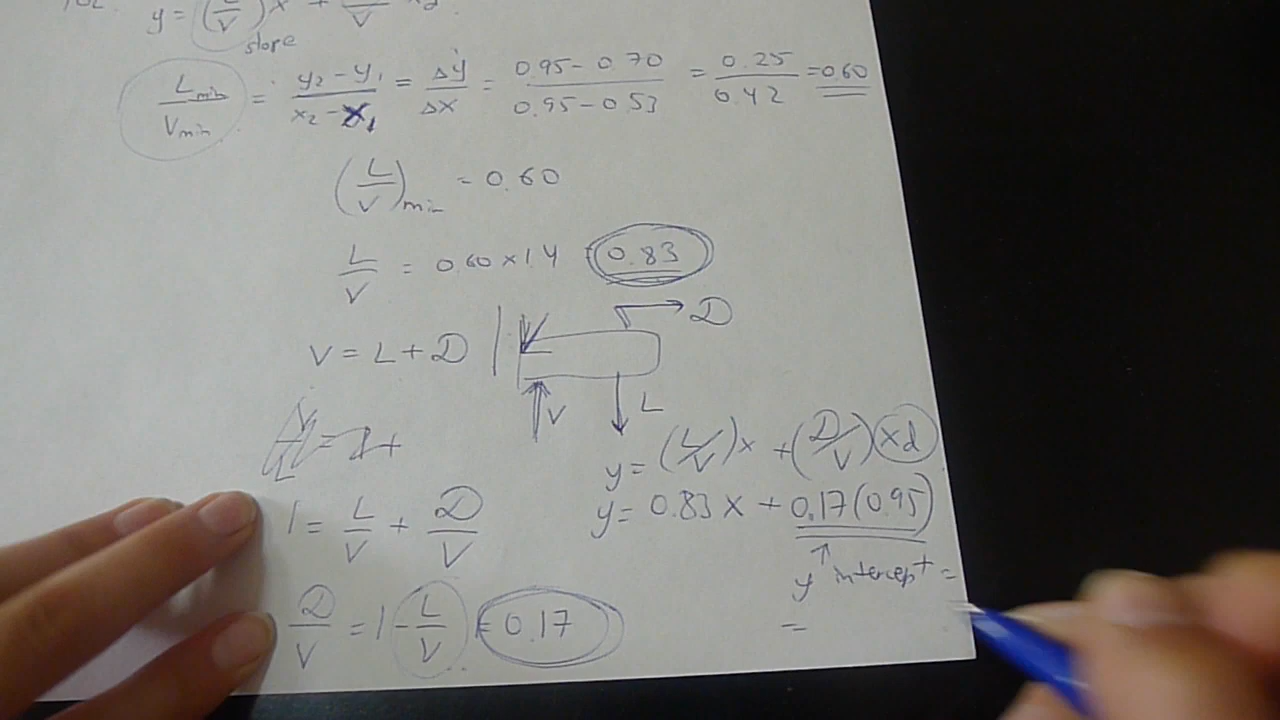 y = (L/V)x + /V xd
slope
Lmin/Vmin = y₂-y₁/x₂-x₁ = Δy/Δx = 0.95-0.70/0.95-0.53 = 0.25/0.42 = 0.60
(L/V)min = 0.60
L/V = 0.60×1.4 = 0.83
D
V = L + D
V L
y = (L/V)x + (D/V)xd
y = 0.83x + 0.17(0.95)
1 = L/V + D/V
y intercept =
D/V = 1 - L/V = 0.17
=